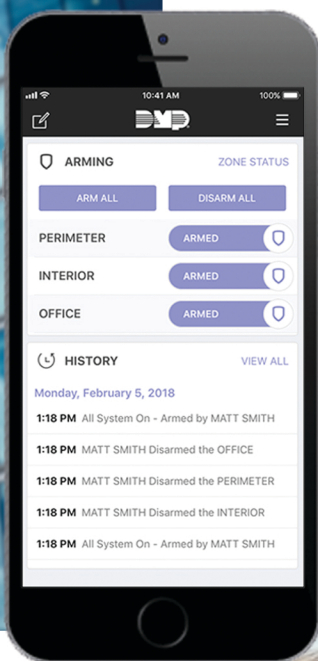 10:41 AM
100%
DMP
ARMING
ZONE STATUS
ARM ALL
DISARM ALL
PERIMETER
ARMED
INTERIOR
ARMED
OFFICE
ARMED
HISTORY
VIEW ALL
Monday, February 5, 2018
1:18 PM All System On - Armed by MATT SMITH
1:18 PM MATT SMITH Disarmed the OFFICE
1:18 PM MATT SMITH Disarmed the PERIMETER
1:18 PM MATT SMITH Disarmed the INTERIOR
1:18 PM All System On - Armed by MATT SMITH